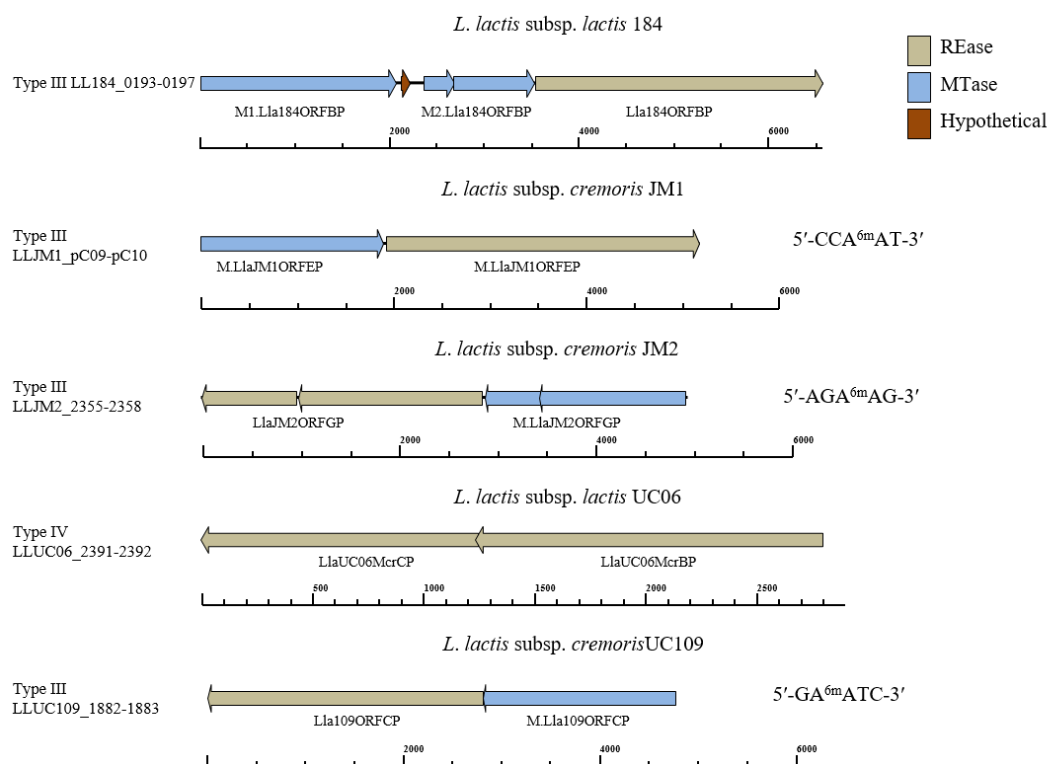 L. lactis subsp. lactis 184
REase
MTase
Hypothetical
Type III LL184_0193-0197
M1.Lla184ORFBP
M2.Lla184ORFBP
Lla184ORFBP
2000 4000 6000
L. lactis subsp. cremoris JM1
Type III
LLJM1_pC09-pC10
5′-CCA⁶ᵐAT-3′
M.LlaJM1ORFEP
M.LlaJM1ORFEP
2000 4000 6000
L. lactis subsp. cremoris JM2
Type III
LLJM2_2355-2358
5′-AGA⁶ᵐAG-3′
LlaJM2ORFGP
M.LlaJM2ORFGP
2000 4000 6000
L. lactis subsp. lactis UC06
Type IV
LLUC06_2391-2392
LlaUC06McrCP
LlaUC06McrBP
500 1000 1500 2000 2500
L. lactis subsp. cremorisUC109
Type III
LLUC109_1882-1883
5′-GA⁶ᵐATC-3′
Lla109ORFCP
M.Lla109ORFCP
2000 4000 6000